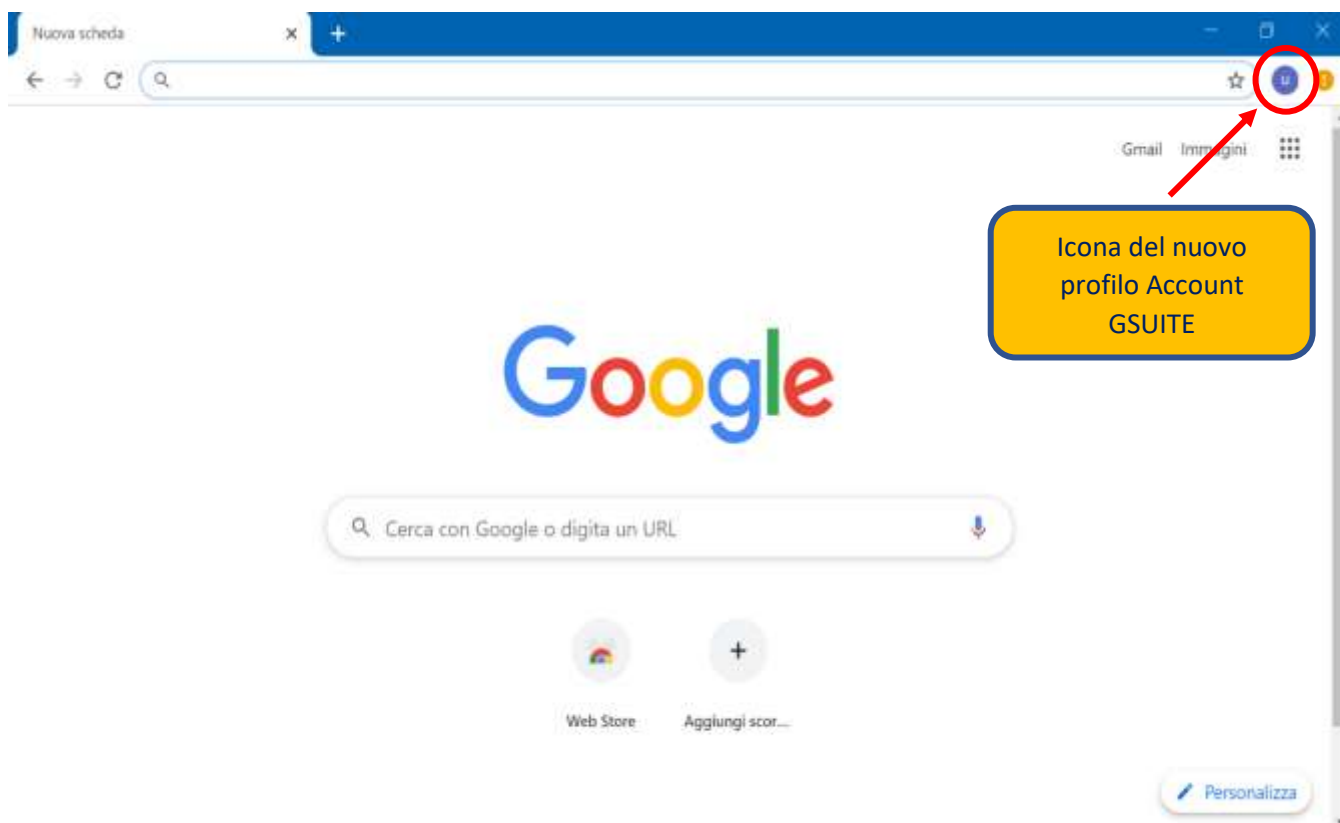 Nuova scheda
u
Gmail Immagini
Icona del nuovo
profilo Account
GSUITE
Google
Cerca con Google o digita un URL
Web Store Aggiungi scor...
Personalizza